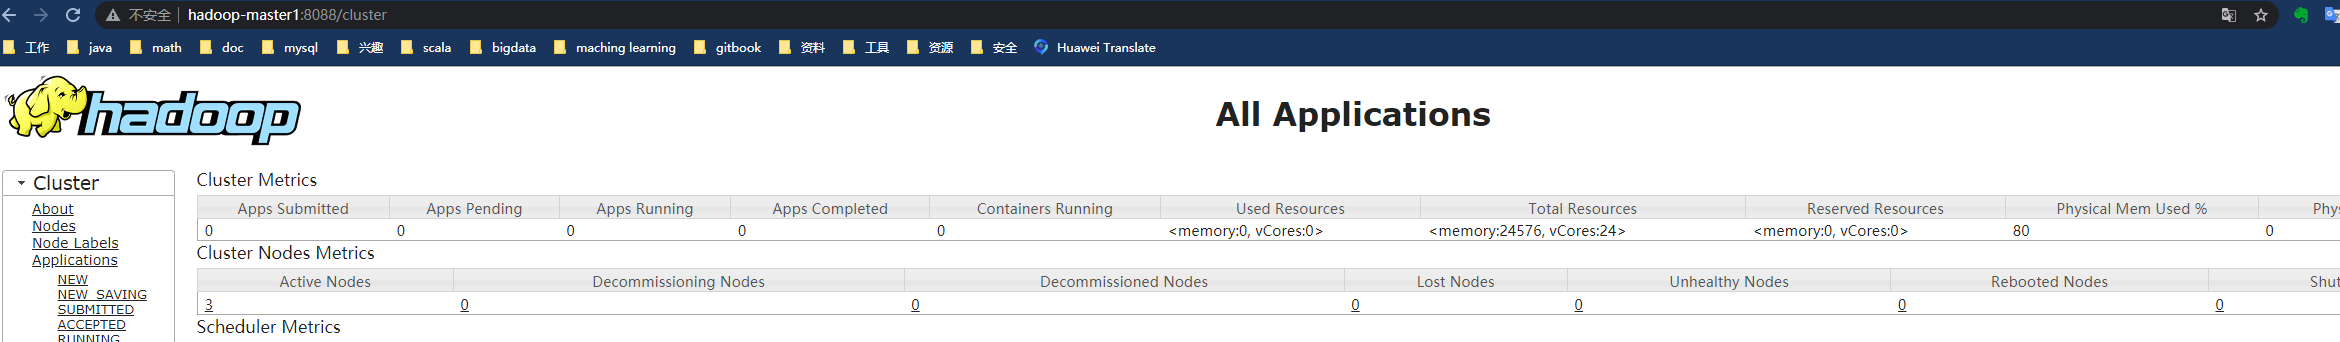 不安全 hadoop-master1:8088/cluster
工作 java math doc mysql 兴趣 scala bigdata maching learning gitbook 资料 工具 资源 安全 Huawei Translate
hadoop
All Applications
Cluster
About
Nodes
Node Labels
Applications
NEW
NEW_SAVING
SUBMITTED
ACCEPTED
RUNNING
Cluster Metrics
Apps Submitted Apps Pending Apps Running Apps Completed Containers Running Used Resources Total Resources Reserved Resources Physical Mem Used % Phys
0 0 0 0 0 <memory:0, vCores:0> <memory:24576, vCores:24> <memory:0, vCores:0> 80 0
Cluster Nodes Metrics
Active Nodes Decommissioning Nodes Decommissioned Nodes Lost Nodes Unhealthy Nodes Rebooted Nodes Shut
3 0 0 0 0 0 0
Scheduler Metrics